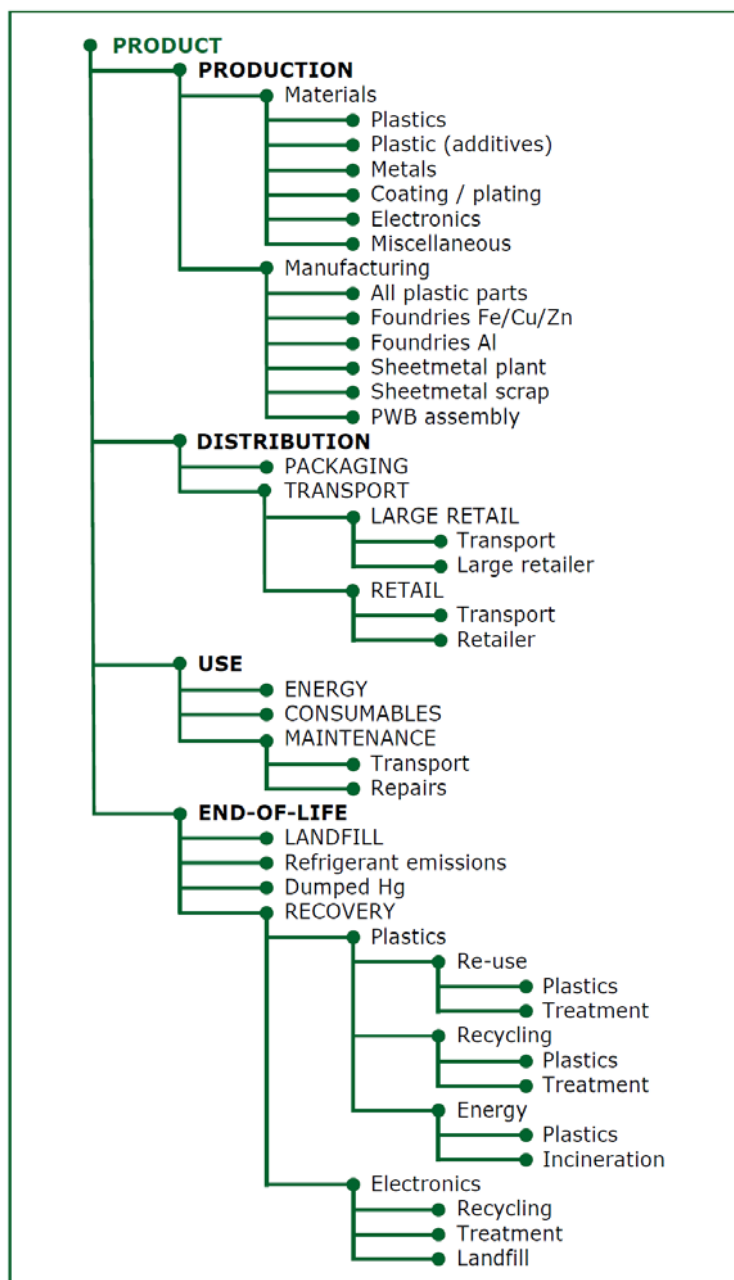 PRODUCT
PRODUCTION
Materials
Plastics
Plastic (additives)
Metals
Coating / plating
Electronics
Miscellaneous
Manufacturing
All plastic parts
Foundries Fe/Cu/Zn
Foundries Al
Sheetmetal plant
Sheetmetal scrap
PWB assembly
DISTRIBUTION
PACKAGING
TRANSPORT
LARGE RETAIL
Transport
Large retailer
RETAIL
Transport
Retailer
USE
ENERGY
CONSUMABLES
MAINTENANCE
Transport
Repairs
END-OF-LIFE
LANDFILL
Refrigerant emissions
Dumped Hg
RECOVERY
Plastics
Re-use
Plastics
Treatment
Recycling
Plastics
Treatment
Energy
Plastics
Incineration
Electronics
Recycling
Treatment
Landfill